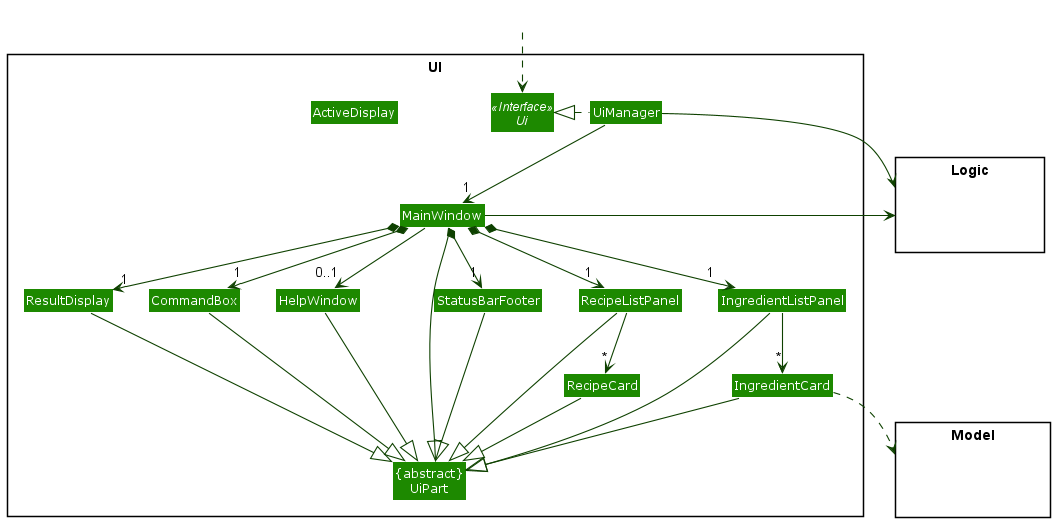 UI
ActiveDisplay
«Interface»
Ui
UiManager
Logic
1
MainWindow
1
1
0..1
1
1
1
ResultDisplay
CommandBox
HelpWindow
StatusBarFooter
RecipeListPanel
IngredientListPanel
*
*
RecipeCard
IngredientCard
Model
{abstract}
UiPart